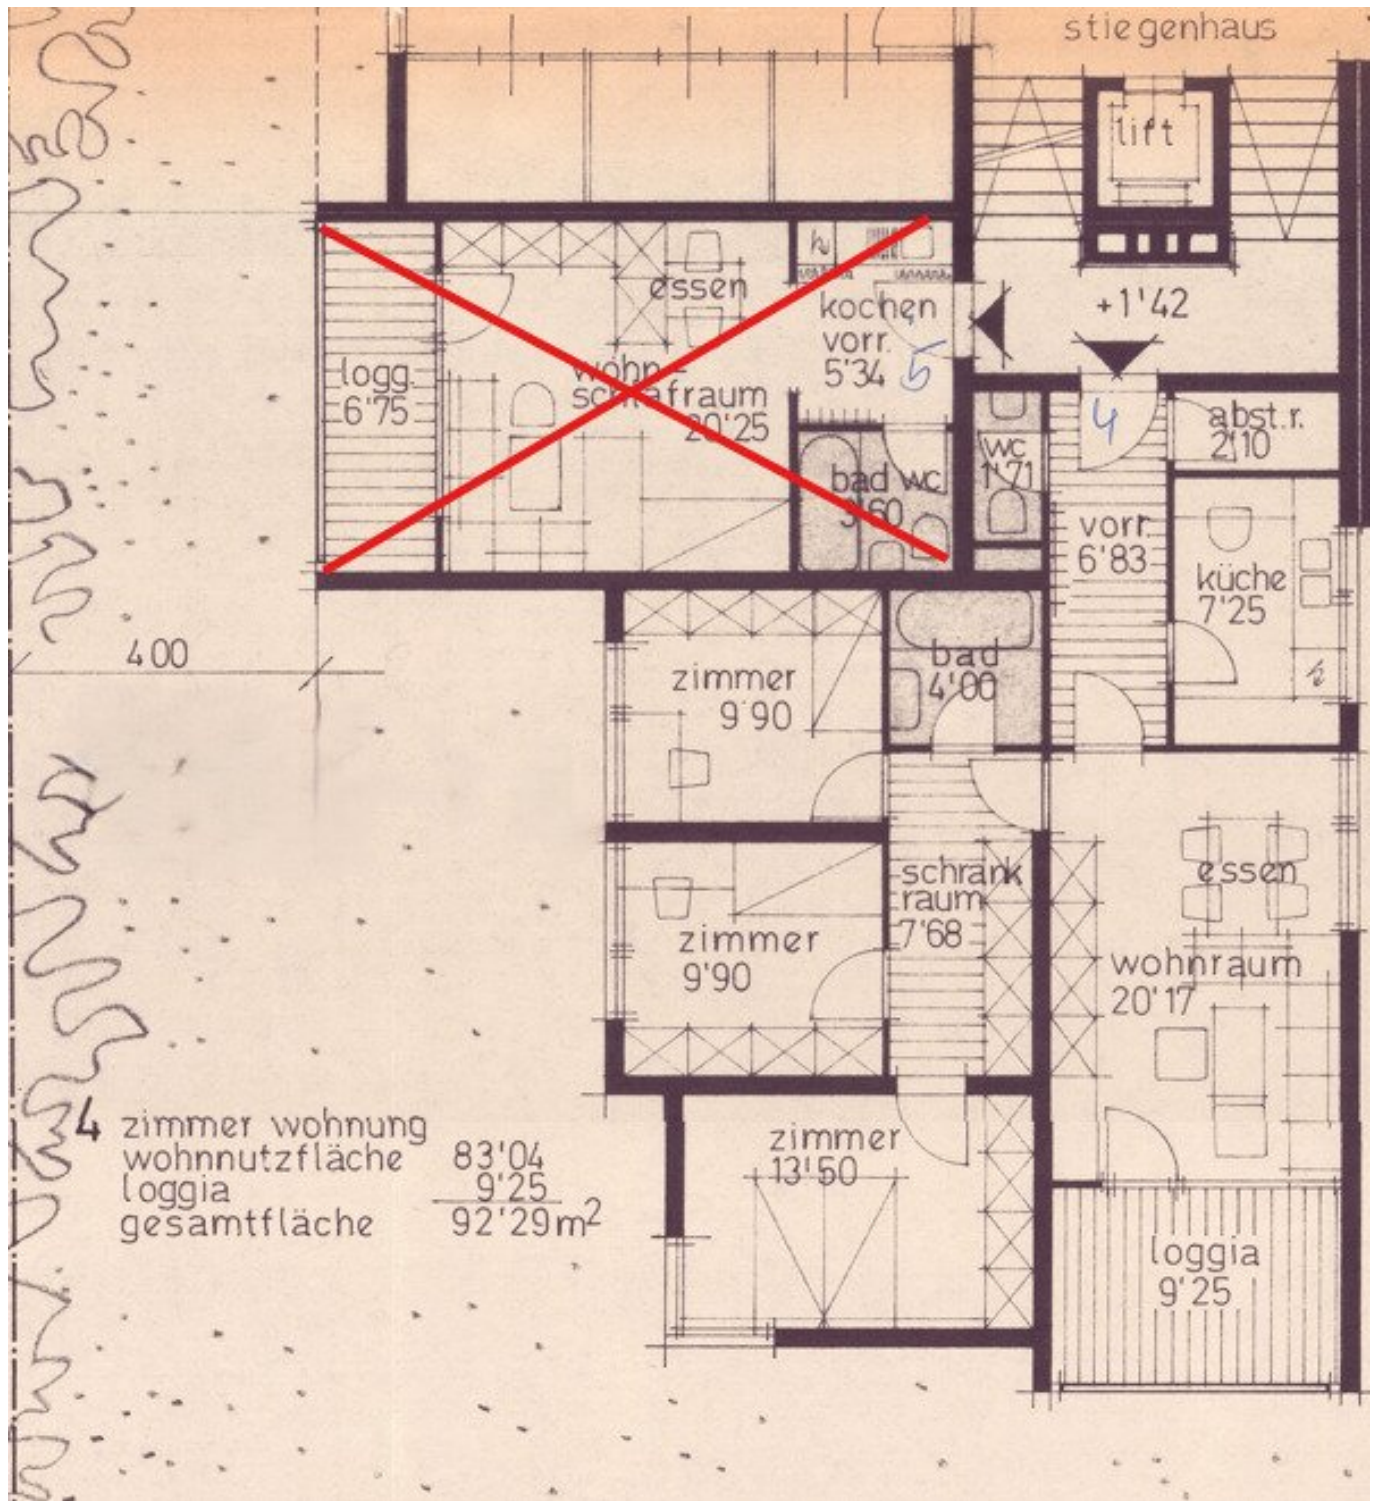 stiegenhaus
lift
+1'42
essen
kochen
vorr.
5'34
5
logg.
6'75
wohn-
schlafraum
20'25
bad wc
3'60
wc
1'71
4
abst.r.
2'10
vorr.
6'83
küche
7'25
400
zimmer
9'90
bad
4'00
zimmer
9'90
schrank
raum
7'68
essen
wohnraum
20'17
4 zimmer wohnung
wohnnutzfläche 83'04
loggia 9'25
gesamtfläche 92'29m²
zimmer
13'50
loggia
9'25